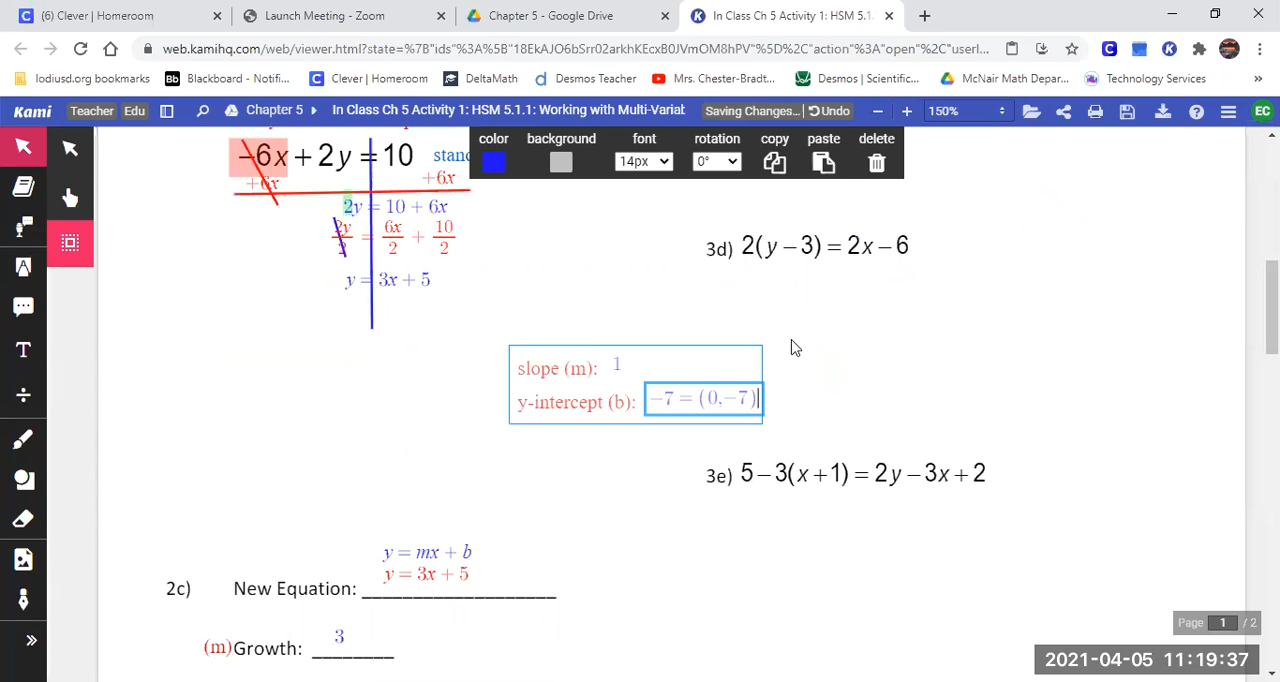 (6) Clever | Homeroom
Launch Meeting - Zoom
Chapter 5 - Google Drive
In Class Ch 5 Activity 1: HSM 5.1.1:
web.kamihq.com/web/viewer.html?state=%7B"ids"%3A%5B"18EkAJO6bSrr02arkhKEcxB0JVmOM8hPV"%5D%2C"action"%3A"open"%2C"userI...
lodiusd.org bookmarks
Blackboard - Notifi...
Clever | Homeroom
DeltaMath
Desmos Teacher
Mrs. Chester-Bradt...
Desmos | Scientific...
McNair Math Depar...
Technology Services
»
Kami
Teacher
Edu
Chapter 5
In Class Ch 5 Activity 1: HSM 5.1.1: Working with Multi-Variab
Saving Changes...
Undo
150%
EC
color background font rotation copy paste delete
14px
0°
−6x + 2y = 10
+6x +6x
2y = 10 + 6x
2y/2 = 6x/2 + 10/2
y = 3x + 5
3d) 2(y − 3) = 2x − 6
slope (m): 1
y-intercept (b): −7 = (0,−7)
3e) 5 − 3(x + 1) = 2y − 3x + 2
y = mx + b
y = 3x + 5
2c) New Equation: __________________
3
(m) Growth: ________
Page 1 / 2
2021-04-05 11:19:37